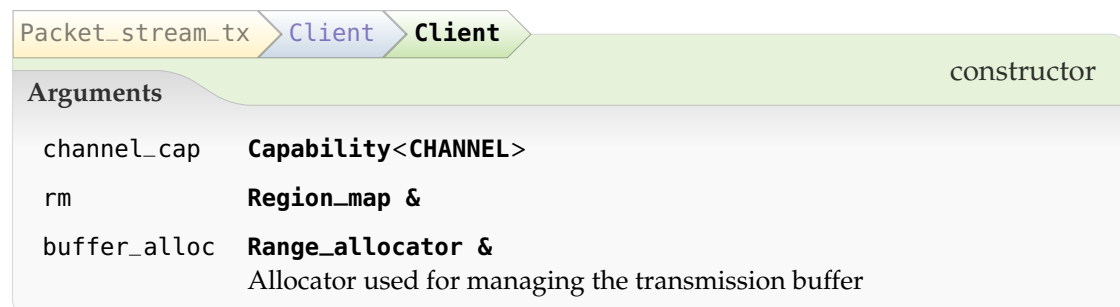 Packet_stream_tx Client Client
constructor
Arguments
channel_cap Capability<CHANNEL>
rm Region_map &
buffer_alloc Range_allocator &
Allocator used for managing the transmission buffer